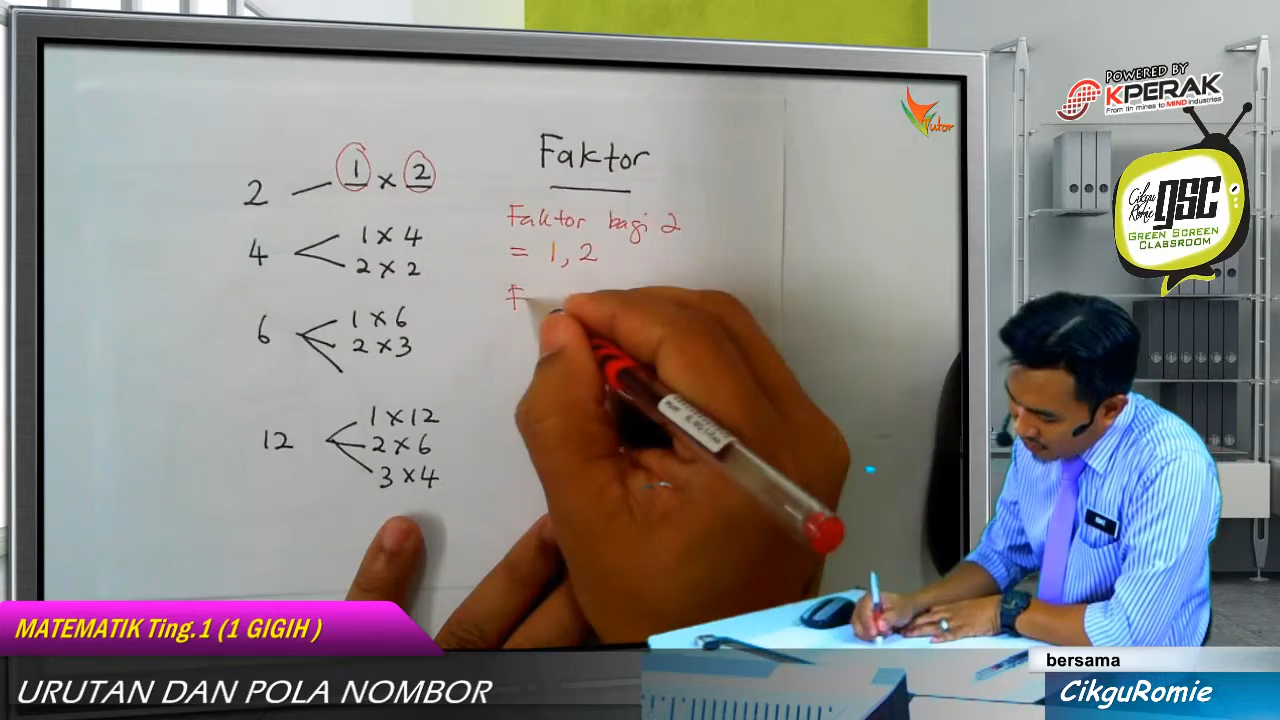 Faktor
2 1 x 2
4 1 x 4
2 x 2
6 1 x 6
2 x 3
12 1 x 12
2 x 6
3 x 4
Faktor bagi 2
= 1, 2
F
Tutor
POWERED BY
KPERAK
From tin mines to MIND industries
Cikgu
Romie
GSC
GREEN SCREEN
CLASSROOM
MATEMATIK Ting.1 (1 GIGIH )
URUTAN DAN POLA NOMBOR
bersama
CikguRomie